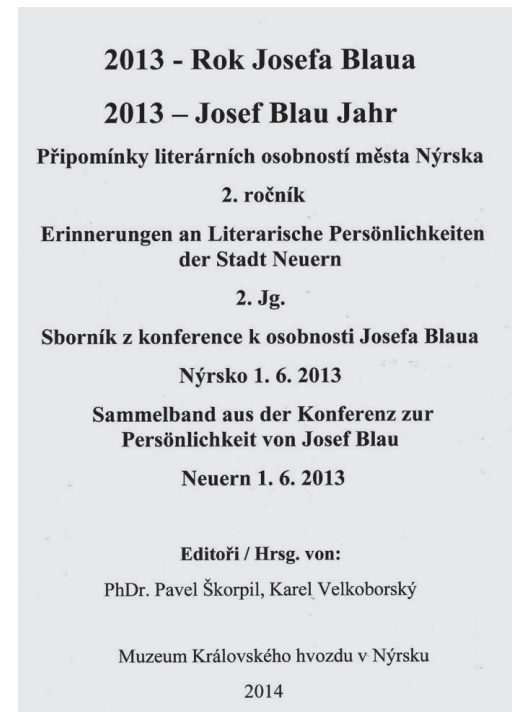 2013 - Rok Josefa Blaua
2013 – Josef Blau Jahr
Připomínky literárních osobností města Nýrska
2. ročník
Erinnerungen an Literarische Persönlichkeiten
der Stadt Neuern
2. Jg.
Sborník z konference k osobnosti Josefa Blaua
Nýrsko 1. 6. 2013
Sammelband aus der Konferenz zur
Persönlichkeit von Josef Blau
Neuern 1. 6. 2013
Editoři / Hrsg. von:
PhDr. Pavel Škorpil, Karel Velkoborský
Muzeum Královského hvozdu v Nýrsku
2014